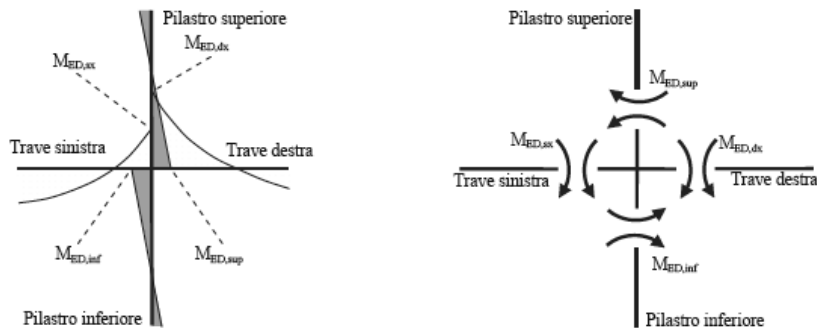 Pilastro superiore
M_ED,dx
M_ED,sx
Trave sinistra
Trave destra
M_ED,inf
M_ED,sup
Pilastro inferiore
Pilastro superiore
M_ED,sup
M_ED,sx
M_ED,dx
Trave sinistra
Trave destra
M_ED,inf
Pilastro inferiore